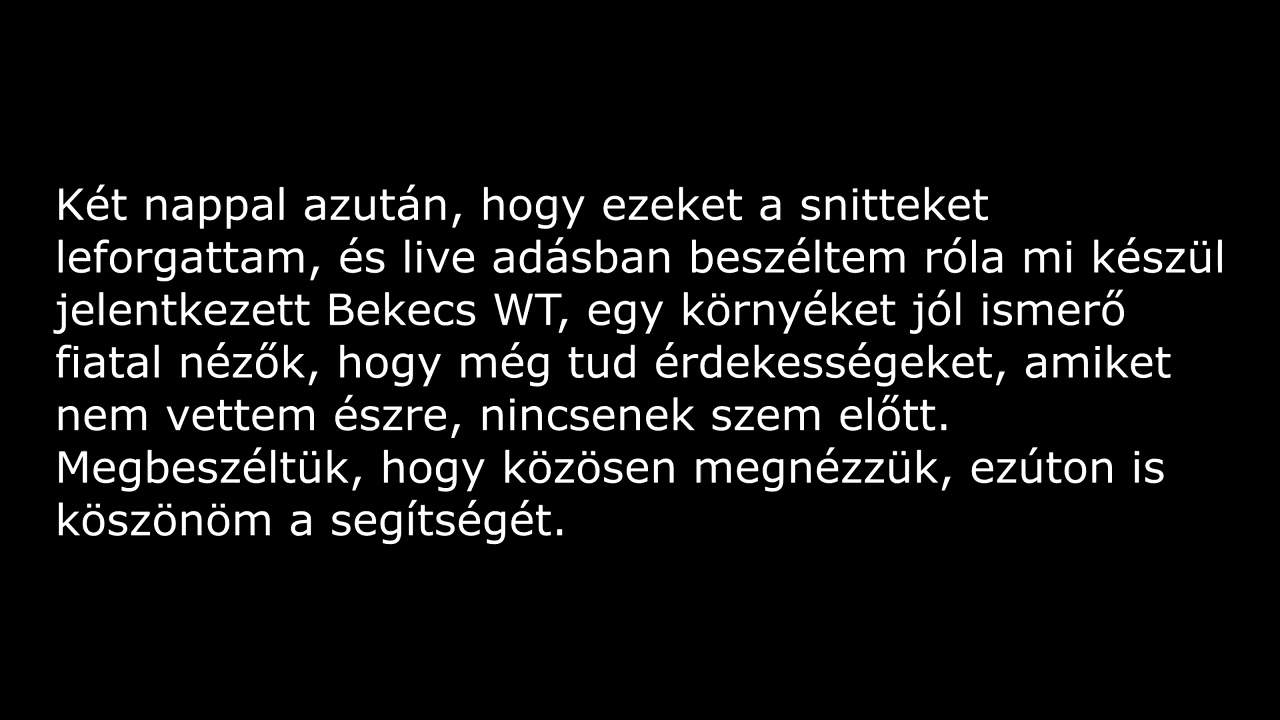 Két nappal azután, hogy ezeket a snitteket
leforgattam, és live adásban beszéltem róla mi készül
jelentkezett Bekecs WT, egy környéket jól ismerő
fiatal nézők, hogy még tud érdekességeket, amiket
nem vettem észre, nincsenek szem előtt.
Megbeszéltük, hogy közösen megnézzük, ezúton is
köszönöm a segítségét.